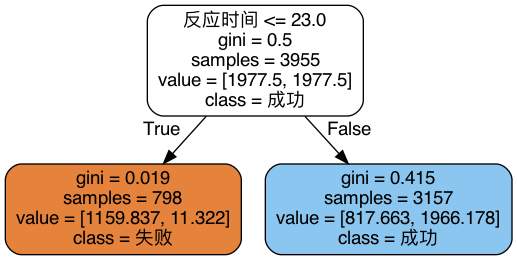 反应时间 <= 23.0
gini = 0.5
samples = 3955
value = [1977.5, 1977.5]
class = 成功
True
False
gini = 0.019
samples = 798
value = [1159.837, 11.322]
class = 失败
gini = 0.415
samples = 3157
value = [817.663, 1966.178]
class = 成功